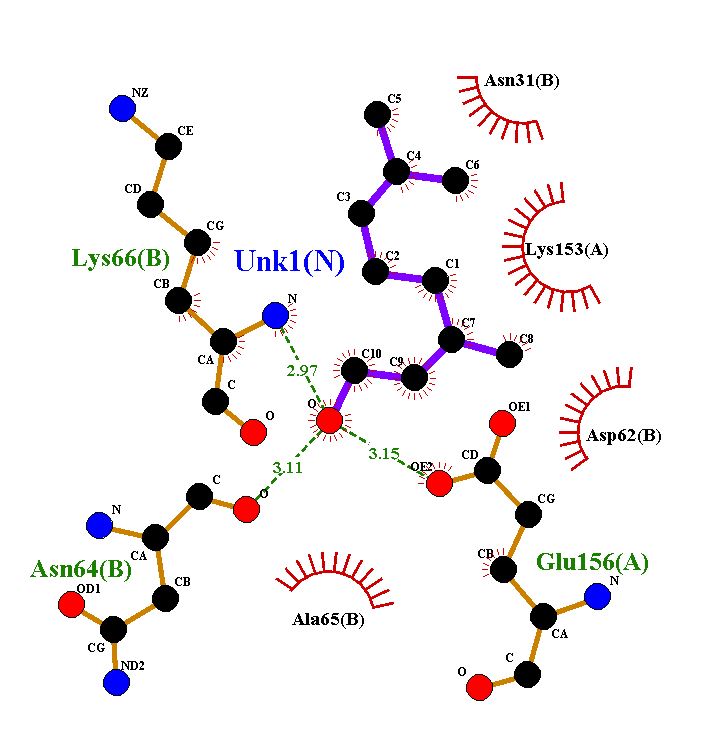 Asn31(B)
NZ
C5
CE
C4
C6
CD
C3
CG
Lys66(B)
Unk1(N)
C2
C1
Lys153(A)
CB
N
C7
C8
CA
C10
C9
2.97
C
O
O
OE1
Asp62(B)
3.15
CD
OE2
3.11
C
O
N
CG
CA
Asn64(B)
CB
CB
Glu156(A)
OD1
N
Ala65(B)
CG
CA
ND2
C
O